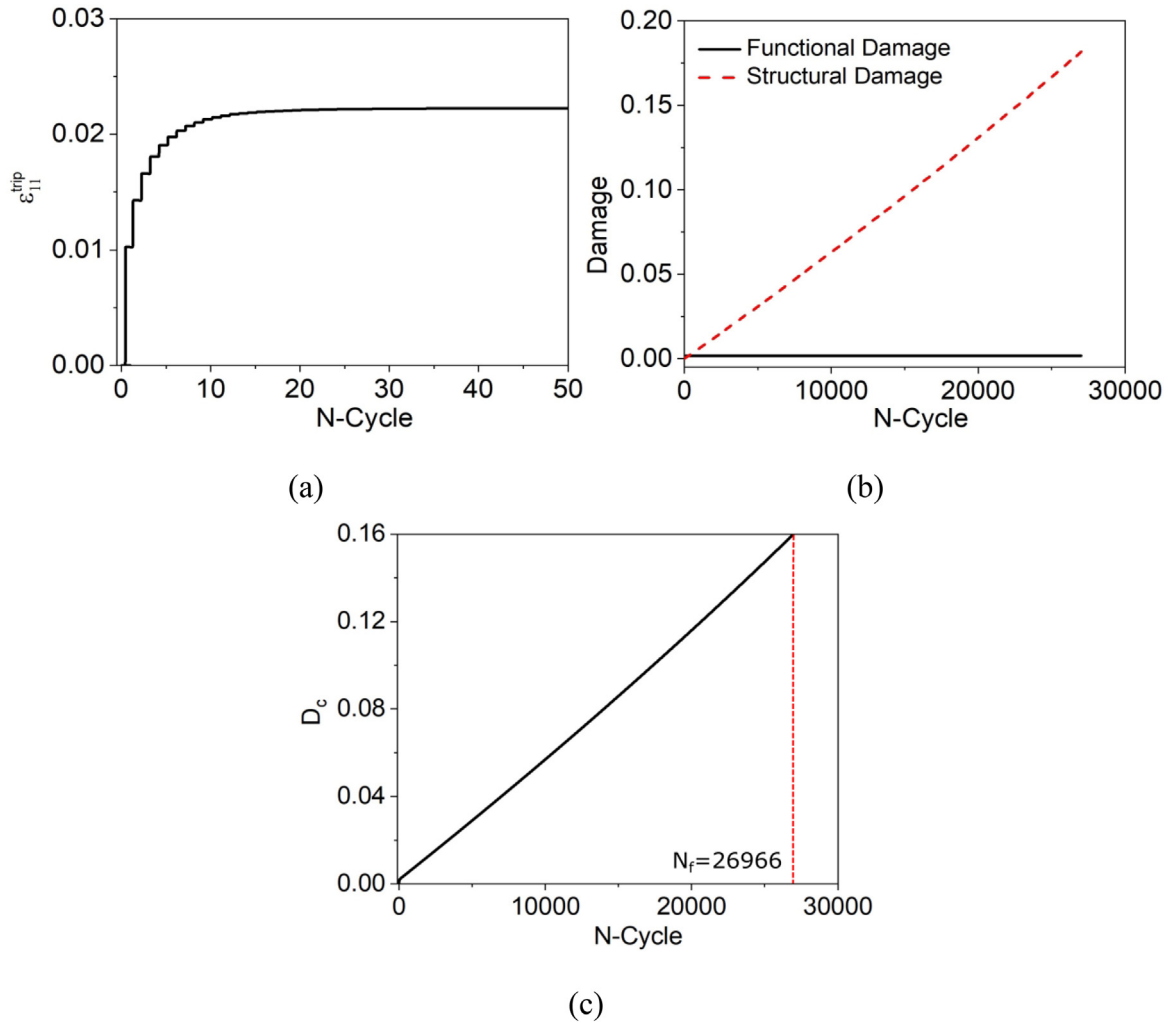 0.03
0.02
0.01
0.00
ε₁₁ᵗʳⁱᵖ
0 10 20 30 40 50
N-Cycle
(a)
0.20
0.15
0.10
0.05
0.00
Damage
Functional Damage
Structural Damage
0 10000 20000 30000
N-Cycle
(b)
0.16
0.12
0.08
0.04
0.00
D꜀
N_f=26966
0 10000 20000 30000
N-Cycle
(c)